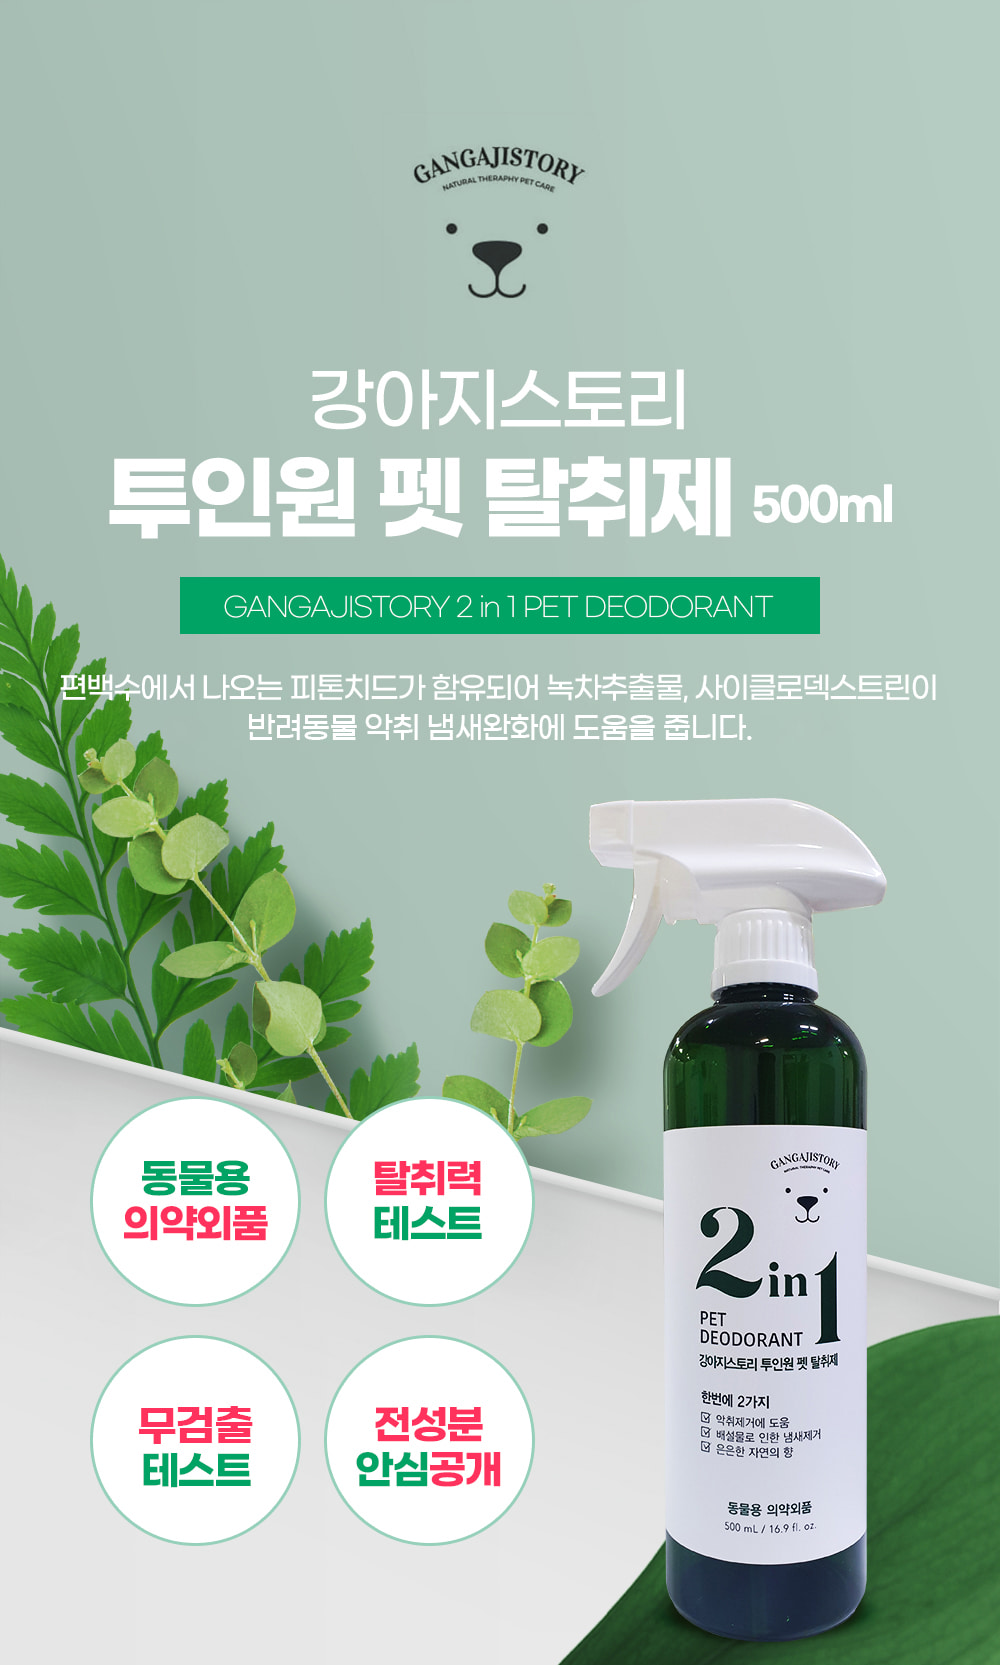 GANGAJISTORY
NATURAL THERAPHY PET CARE
강아지스토리
투인원 펫 탈취제 500ml
GANGAJISTORY 2 in 1 PET DEODORANT
편백수에서 나오는 피톤치드가 함유되어 녹차추출물, 사이클로덱스트린이
반려동물 악취 냄새완화에 도움을 줍니다.
동물용
의약외품
탈취력
테스트
무검출
테스트
전성분
안심공개
GANGAJISTORY
NATURAL THERAPHY PET CARE
2 in 1
PET
DEODORANT
강아지스토리 투인원 펫 탈취제
한번에 2가지
악취제거에 도움
배설물로 인한 냄새제거
은은한 자연의 향
동물용 의약외품
500 mL / 16.9 fl. oz.